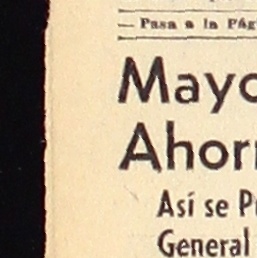 — Pasa a la Pág
Mayo
Ahorr
Así se P
General